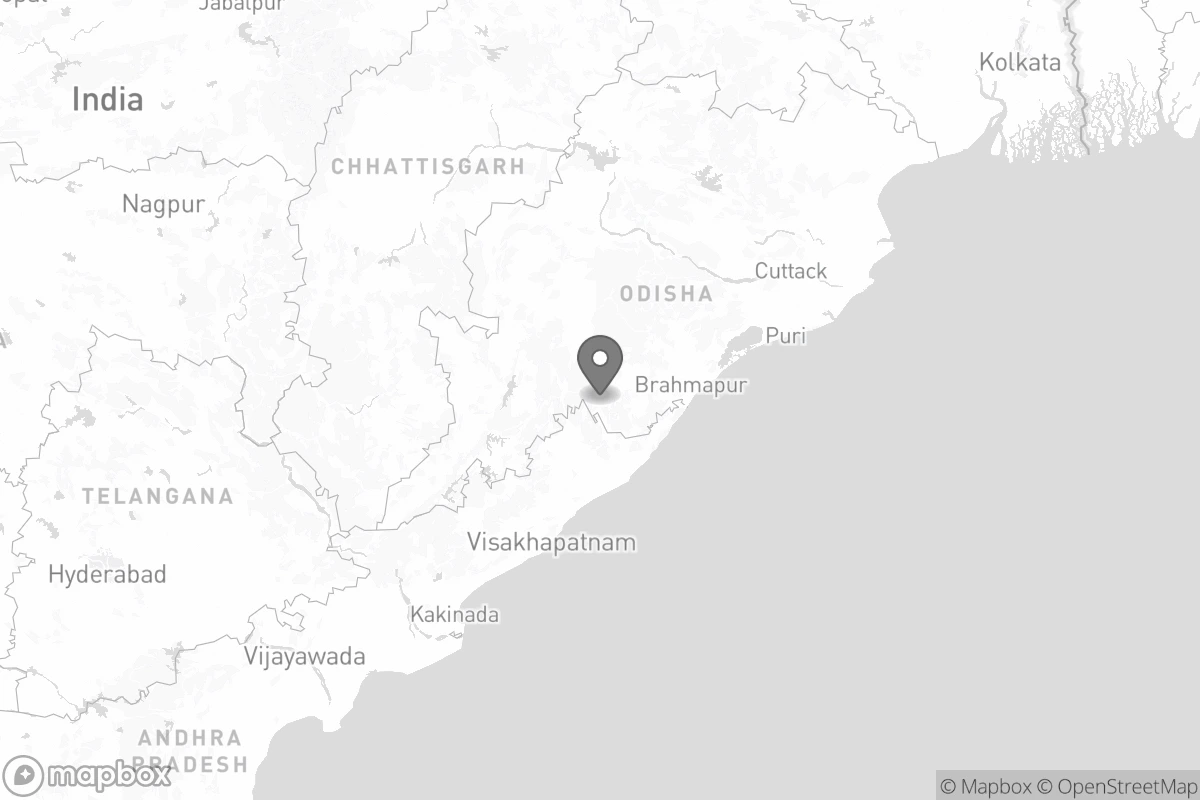 Jabalpur
Kolkata
India
CHHATTISGARH
Nagpur
Cuttack
ODISHA
Puri
Brahmapur
TELANGANA
Visakhapatnam
Hyderabad
Kakinada
Vijayawada
ANDHRA
PRADESH
mapbox
© Mapbox © OpenStreetMap